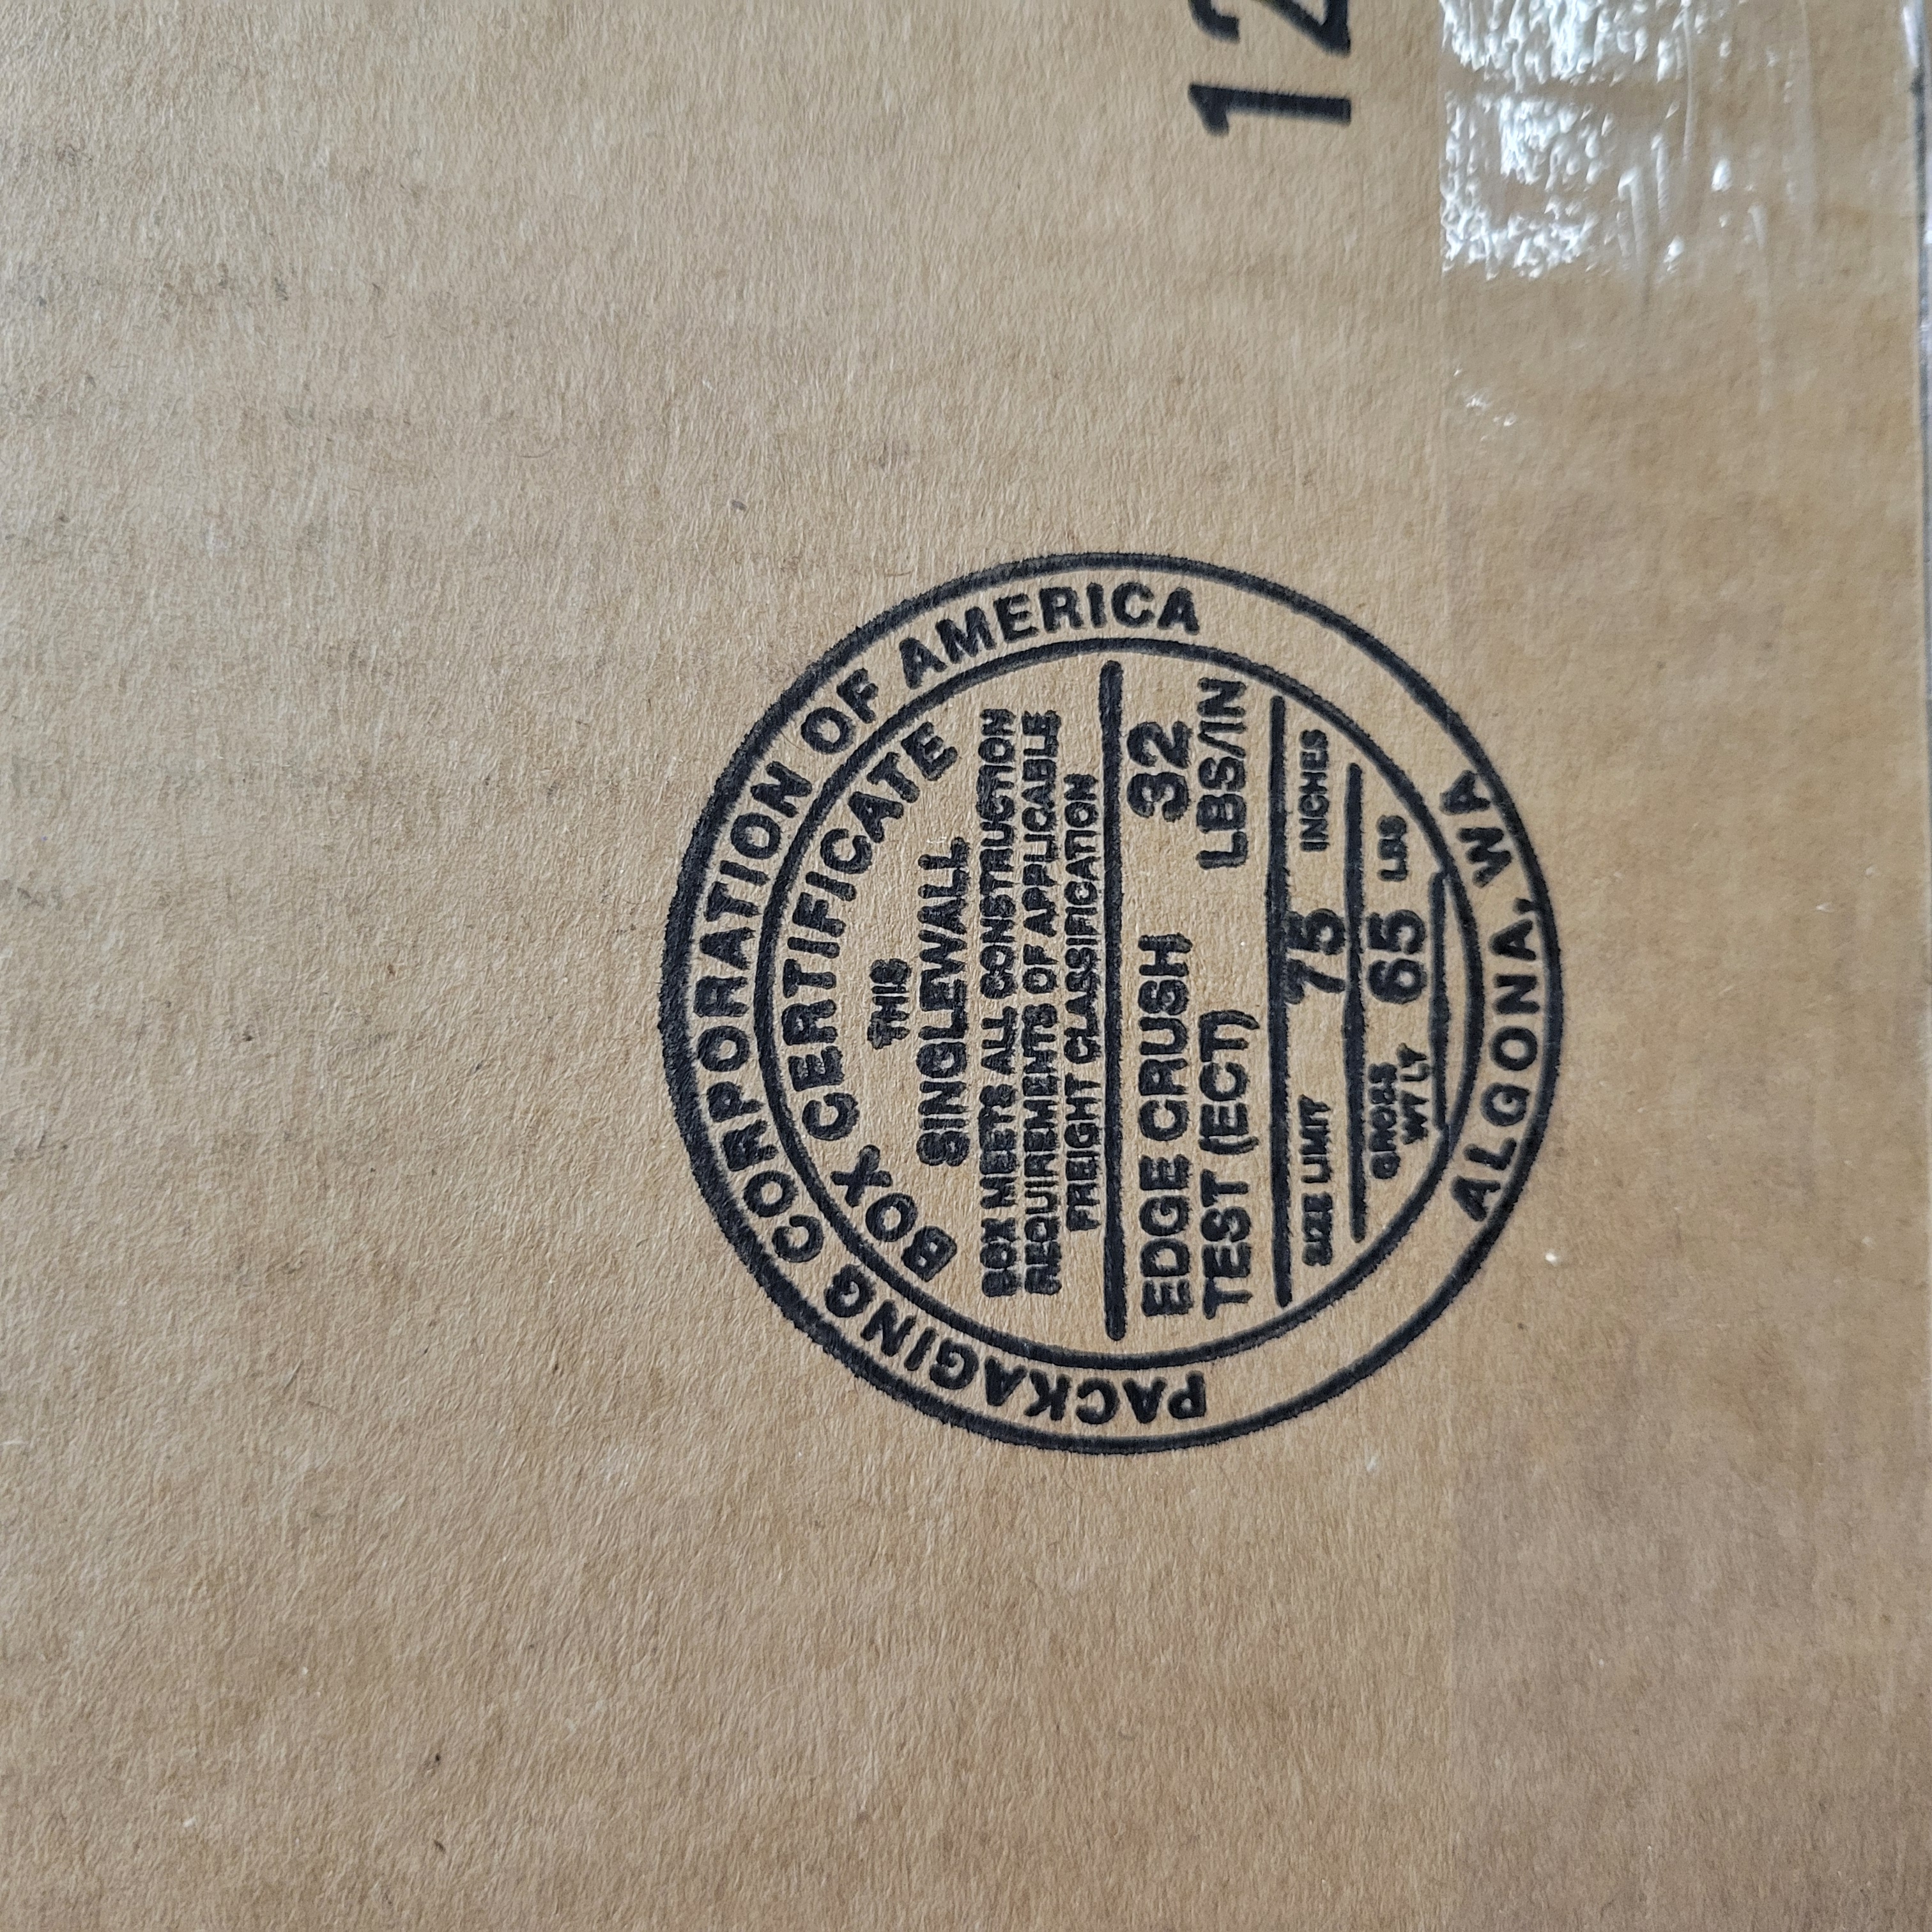 12
PACKAGING CORPORATION OF AMERICA
BOX CERTIFICATE
THIS
SINGLEWALL
BOX MEETS ALL CONSTRUCTION
REQUIREMENTS OF APPLICABLE
FREIGHT CLASSIFICATION
EDGE CRUSH 32
TEST (ECT) LBS/IN
SIZE LIMIT 75 INCHES
GROSS WT LT 65 LBS
ALGONA, WA